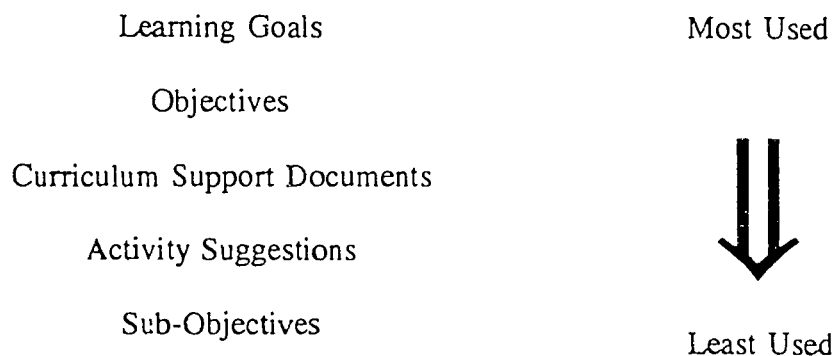 Learning Goals
Most Used
Objectives
Curriculum Support Documents
Activity Suggestions
Sub-Objectives
Least Used